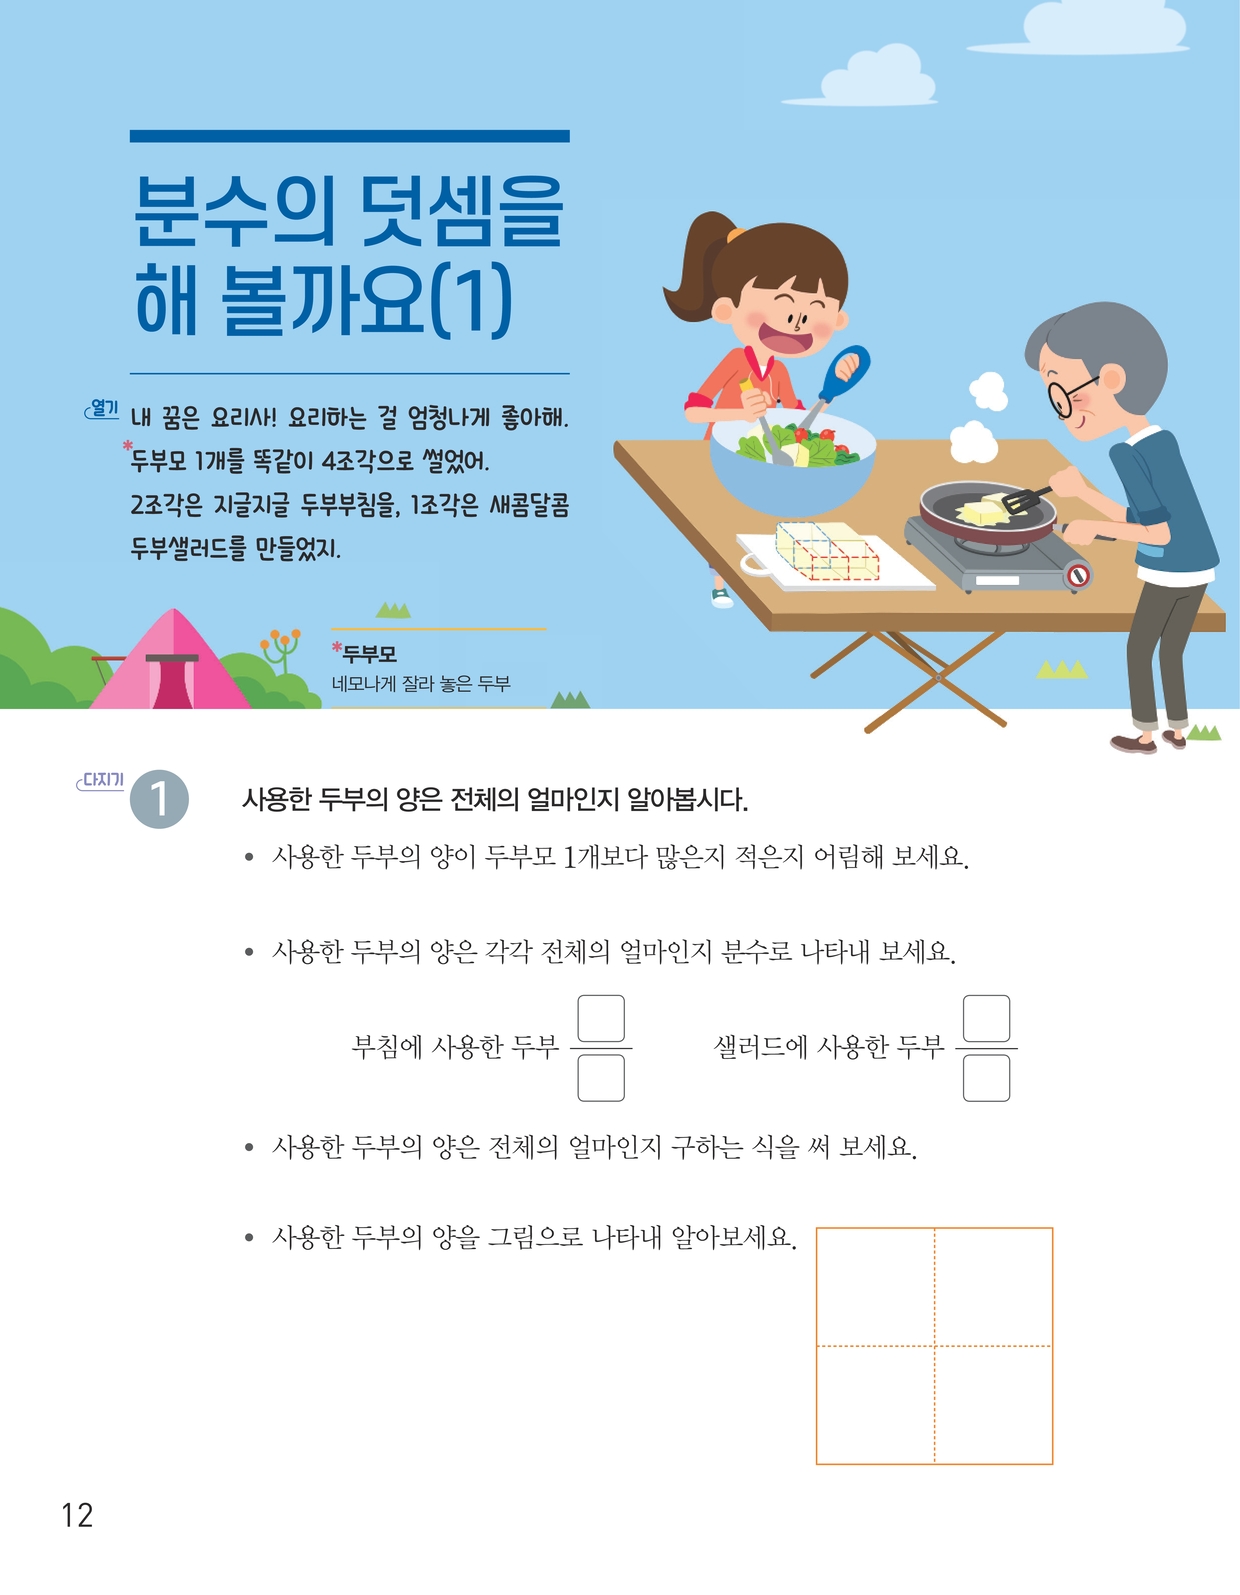 분수의 덧셈을
해 볼까요(1)
열기
내 꿈은 요리사! 요리하는 걸 엄청나게 좋아해.
*두부모 1개를 똑같이 4조각으로 썰었어.
2조각은 지글지글 두부부침을, 1조각은 새콤달콤
두부샐러드를 만들었지.
*두부모
네모나게 잘라 놓은 두부
다지기
1 사용한 두부의 양은 전체의 얼마인지 알아봅시다.
• 사용한 두부의 양이 두부모 1개보다 많은지 적은지 어림해 보세요.
• 사용한 두부의 양은 각각 전체의 얼마인지 분수로 나타내 보세요.
부침에 사용한 두부 샐러드에 사용한 두부
• 사용한 두부의 양은 전체의 얼마인지 구하는 식을 써 보세요.
• 사용한 두부의 양을 그림으로 나타내 알아보세요.
12